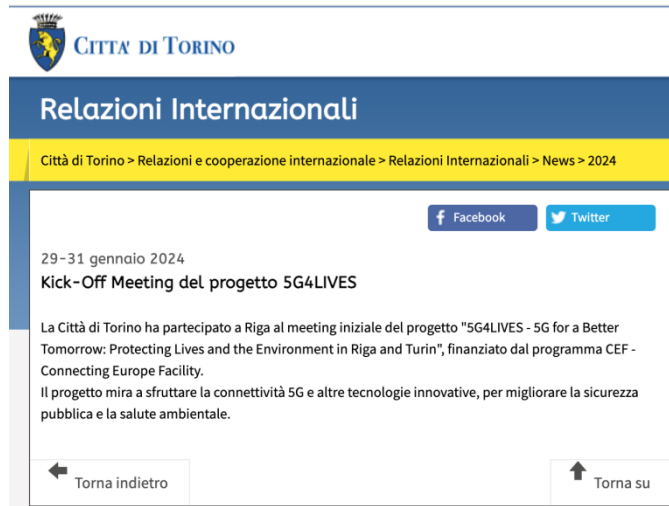 CITTA' DI TORINO
Relazioni Internazionali
Città di Torino > Relazioni e cooperazione internazionale > Relazioni Internazionali > News > 2024
Facebook
Twitter
29-31 gennaio 2024
Kick-Off Meeting del progetto 5G4LIVES
La Città di Torino ha partecipato a Riga al meeting iniziale del progetto "5G4LIVES - 5G for a Better
Tomorrow: Protecting Lives and the Environment in Riga and Turin", finanziato dal programma CEF -
Connecting Europe Facility.
Il progetto mira a sfruttare la connettività 5G e altre tecnologie innovative, per migliorare la sicurezza
pubblica e la salute ambientale.
Torna indietro
Torna su